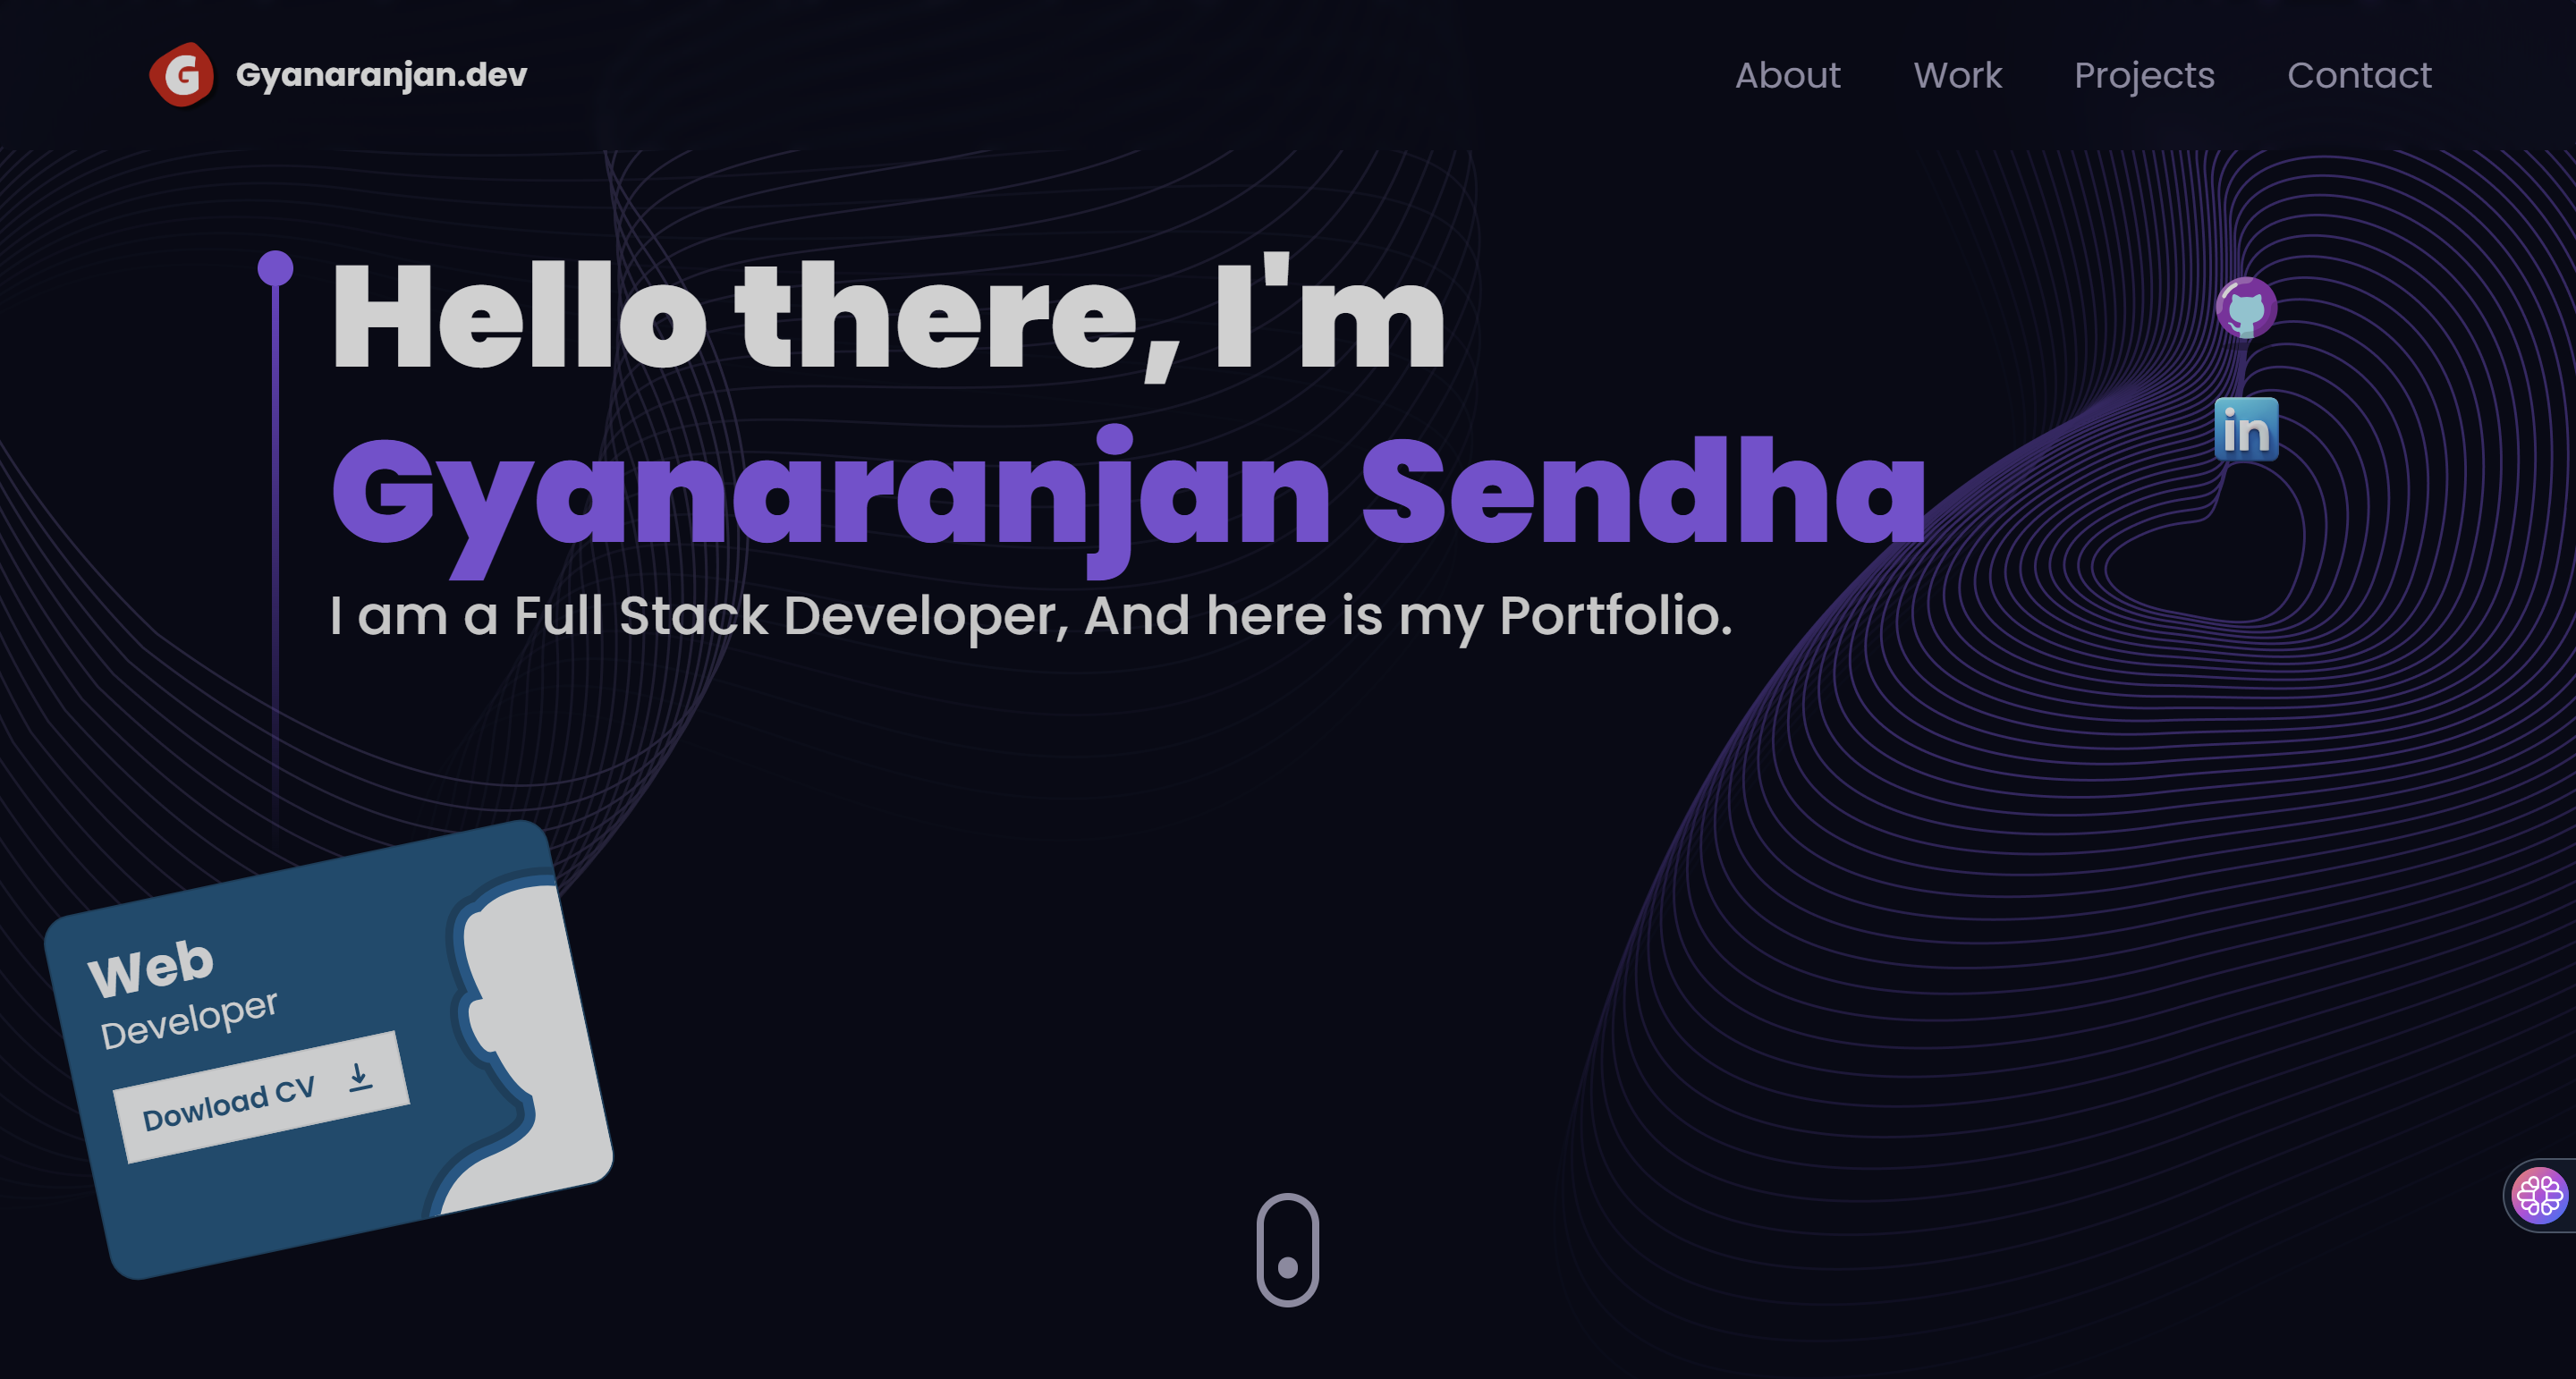 Gyanaranjan.dev
About Work Projects Contact
Hello there, I'm
Gyanaranjan Sendha
I am a Full Stack Developer, And here is my Portfolio.
in
Web
Developer
Dowload CV